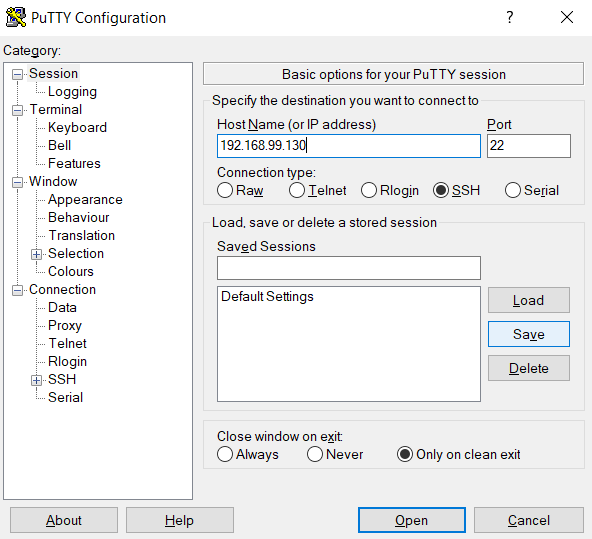 PuTTY Configuration
?
Category:
Session
Logging
Terminal
Keyboard
Bell
Features
Window
Appearance
Behaviour
Translation
Selection
Colours
Connection
Data
Proxy
Telnet
Rlogin
SSH
Serial
Basic options for your PuTTY session
Specify the destination you want to connect to
Host Name (or IP address) Port
192.168.99.130 22
Connection type:
Raw Telnet Rlogin SSH Serial
Load, save or delete a stored session
Saved Sessions
Default Settings
Load
Save
Delete
Close window on exit:
Always Never Only on clean exit
About Help Open Cancel